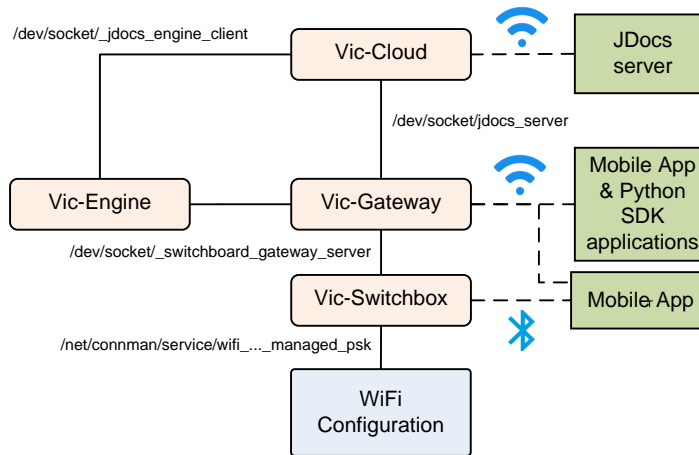 /dev/socket/_jdocs_engine_client
Vic-Cloud
JDocs
server
/dev/socket/jdocs_server
Vic-Engine
Vic-Gateway
Mobile App
& Python
SDK
applications
/dev/socket/_switchboard_gateway_server
Vic-Switchbox
Mobile App
/net/connman/service/wifi_..._managed_psk
WiFi
Configuration